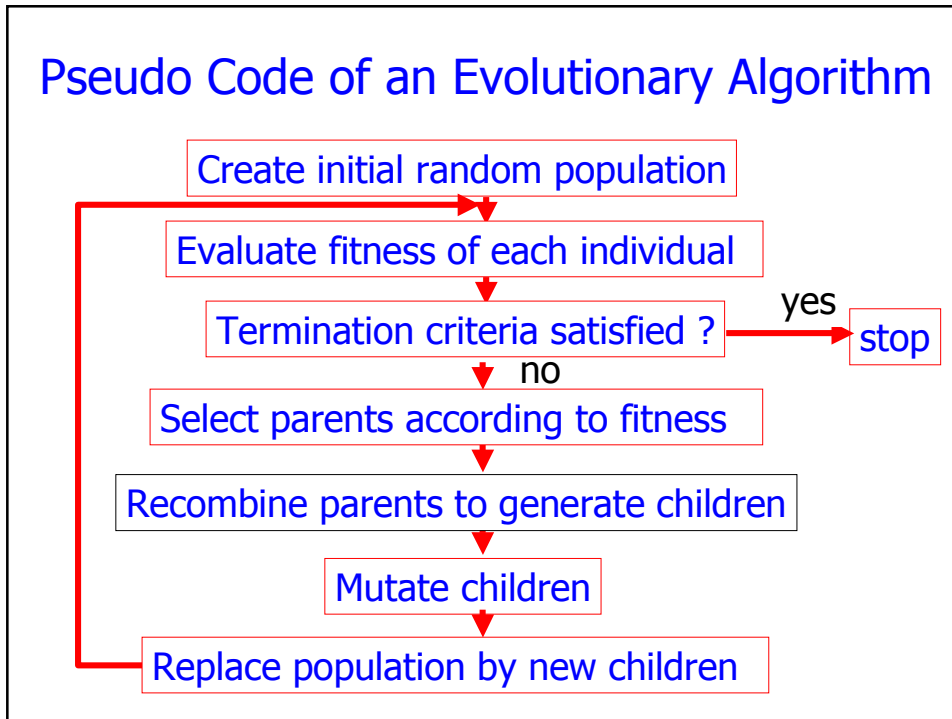 Pseudo Code of an Evolutionary Algorithm
Create initial random population
Evaluate fitness of each individual
yes
Termination criteria satisfied ?
stop
no
Select parents according to fitness
Recombine parents to generate children
Mutate children
Replace population by new children